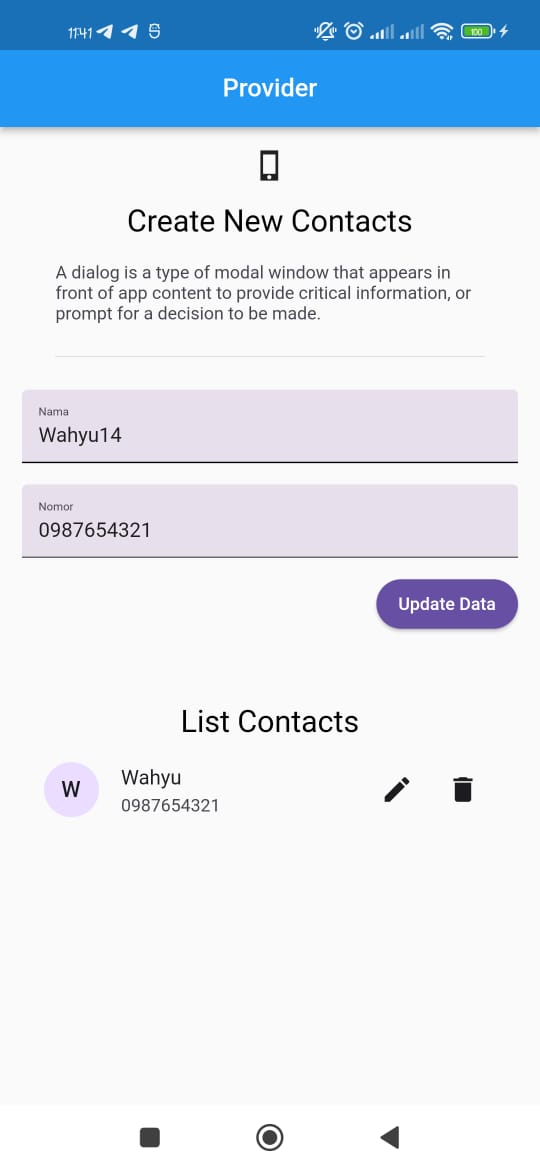 11:41
100
Provider
Create New Contacts
A dialog is a type of modal window that appears in
front of app content to provide critical information, or
prompt for a decision to be made.
Nama
Wahyu14
Nomor
0987654321
Update Data
List Contacts
W
Wahyu
0987654321